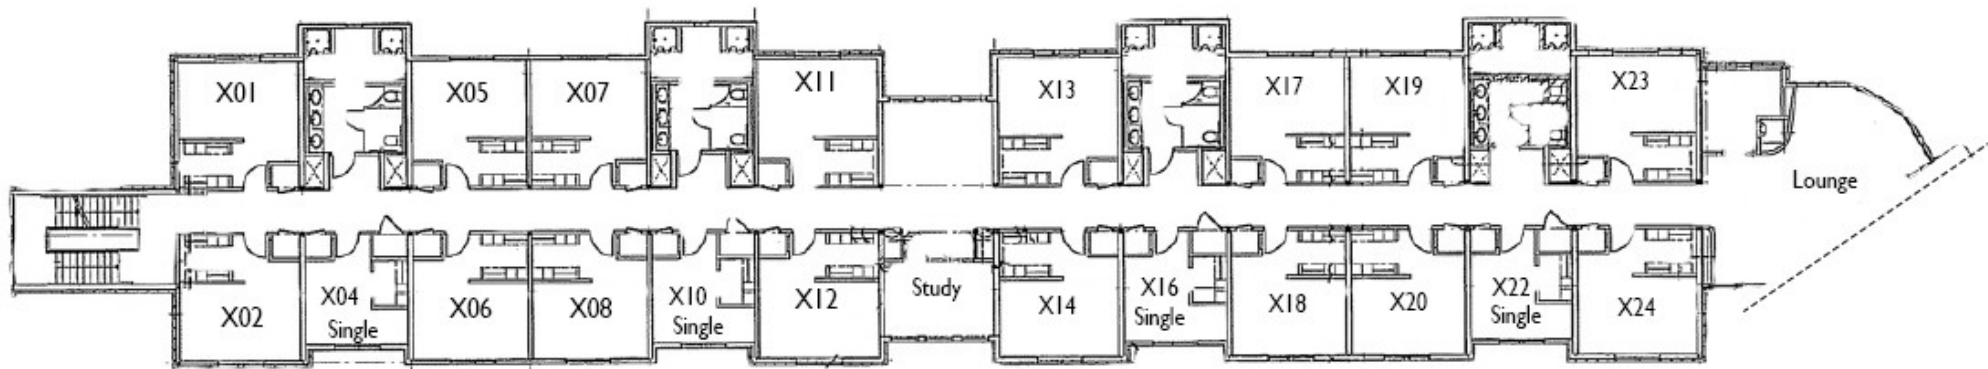 X01
X05
X07
X11
X13
X17
X19
X23
Lounge
X02
X04
Single
X06
X08
X10
Single
X12
Study
X14
X16
Single
X18
X20
X22
Single
X24